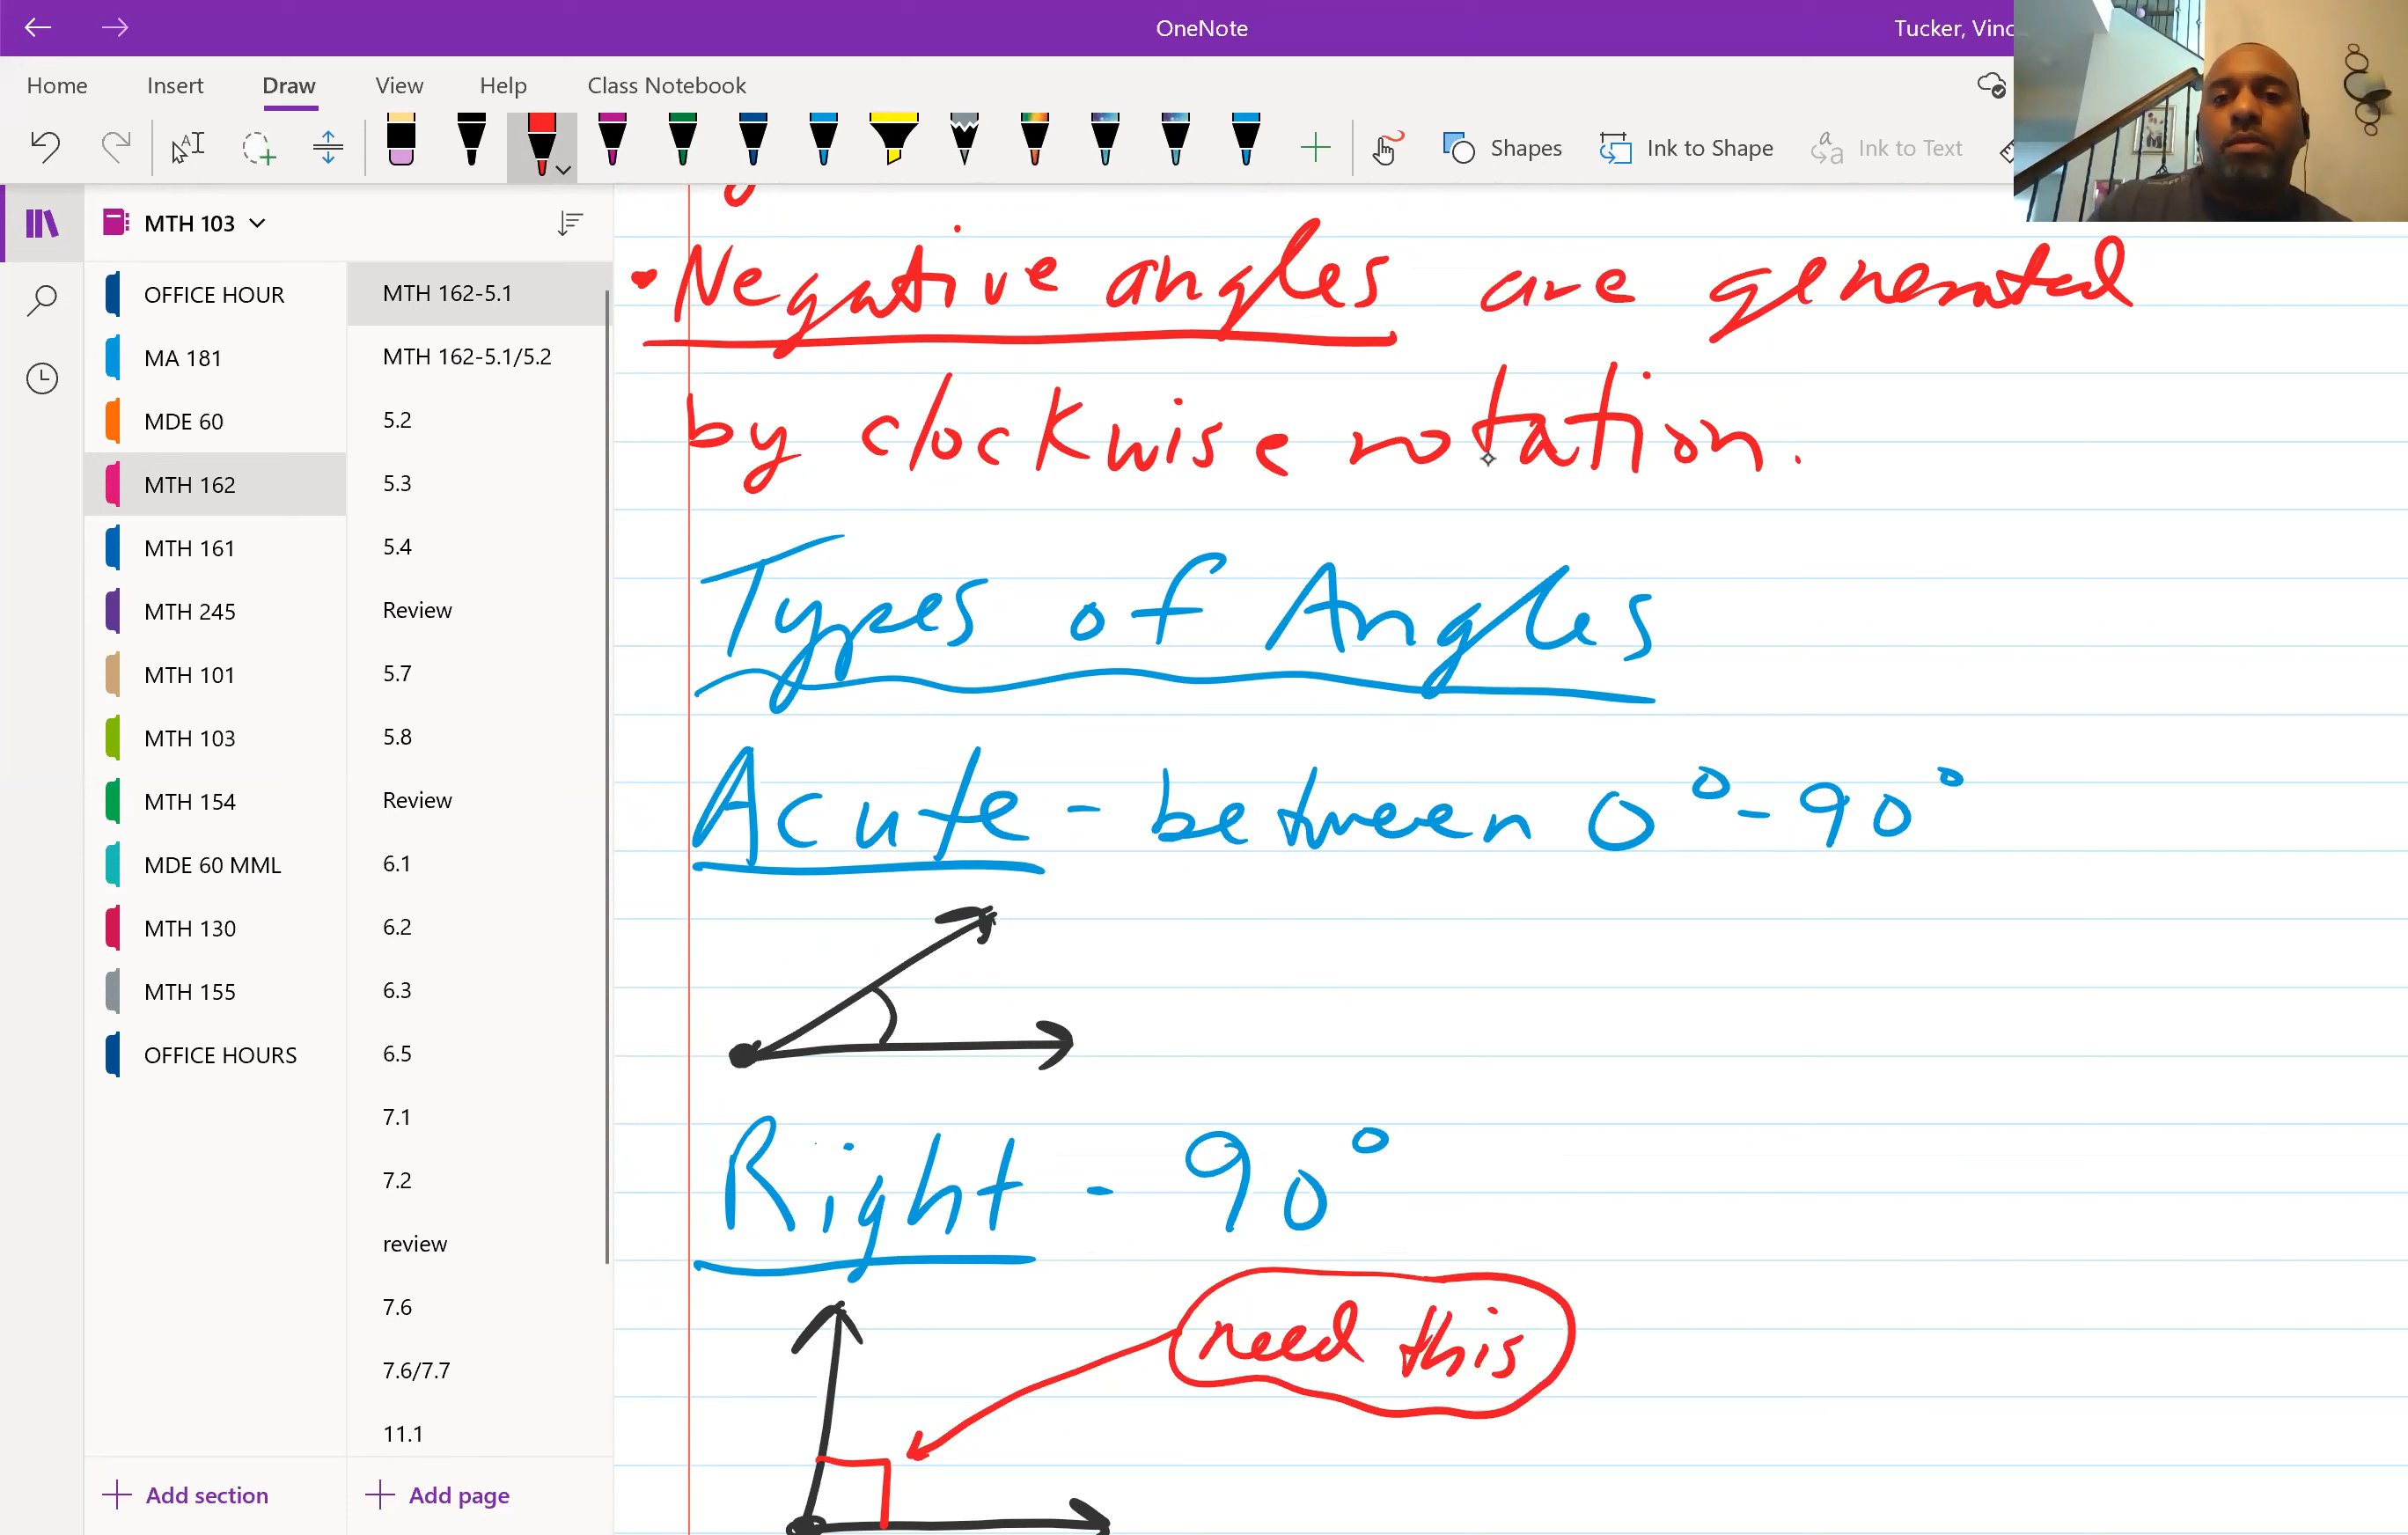 OneNote
Tucker, Vinc
Home Insert Draw View Help Class Notebook
Shapes Ink to Shape Ink to Text
MTH 103
OFFICE HOUR
MA 181
MDE 60
MTH 162
MTH 161
MTH 245
MTH 101
MTH 103
MTH 154
MDE 60 MML
MTH 130
MTH 155
OFFICE HOURS
Add section
MTH 162-5.1
MTH 162-5.1/5.2
5.2
5.3
5.4
Review
5.7
5.8
Review
6.1
6.2
6.3
6.5
7.1
7.2
review
7.6
7.6/7.7
11.1
Add page
• Negative angles are generated
by clockwise rotation.
Types of Angles
Acute - between 0° - 90°
Right - 90°
need this